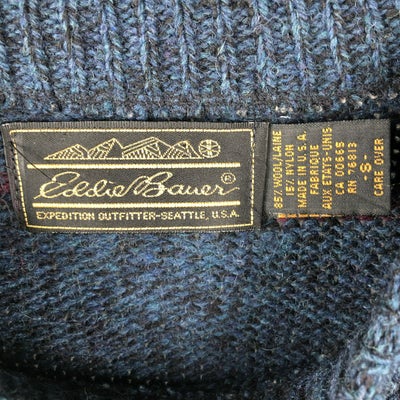 Eddie Bauer®
EXPEDITION OUTFITTER-SEATTLE, U.S.A.
85% WOOL/LAINE
15% NYLON
MADE IN U.S.A.
FABRIQUE
AUX ETATS-UNIS
CA 00655
RN 76813
-S-
CARE OVER